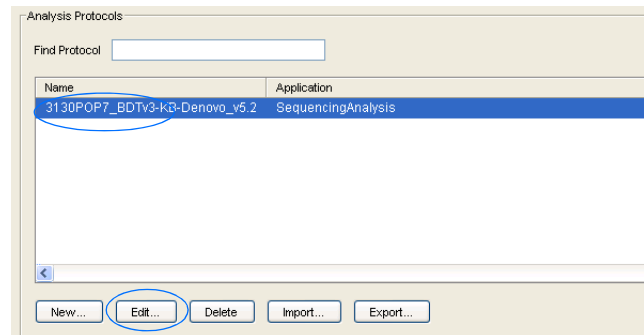 Analysis Protocols
Find Protocol
Name Application
3130POP7_BDTv3-KB-Denovo_v5.2 SequencingAnalysis
New... Edit... Delete Import... Export...